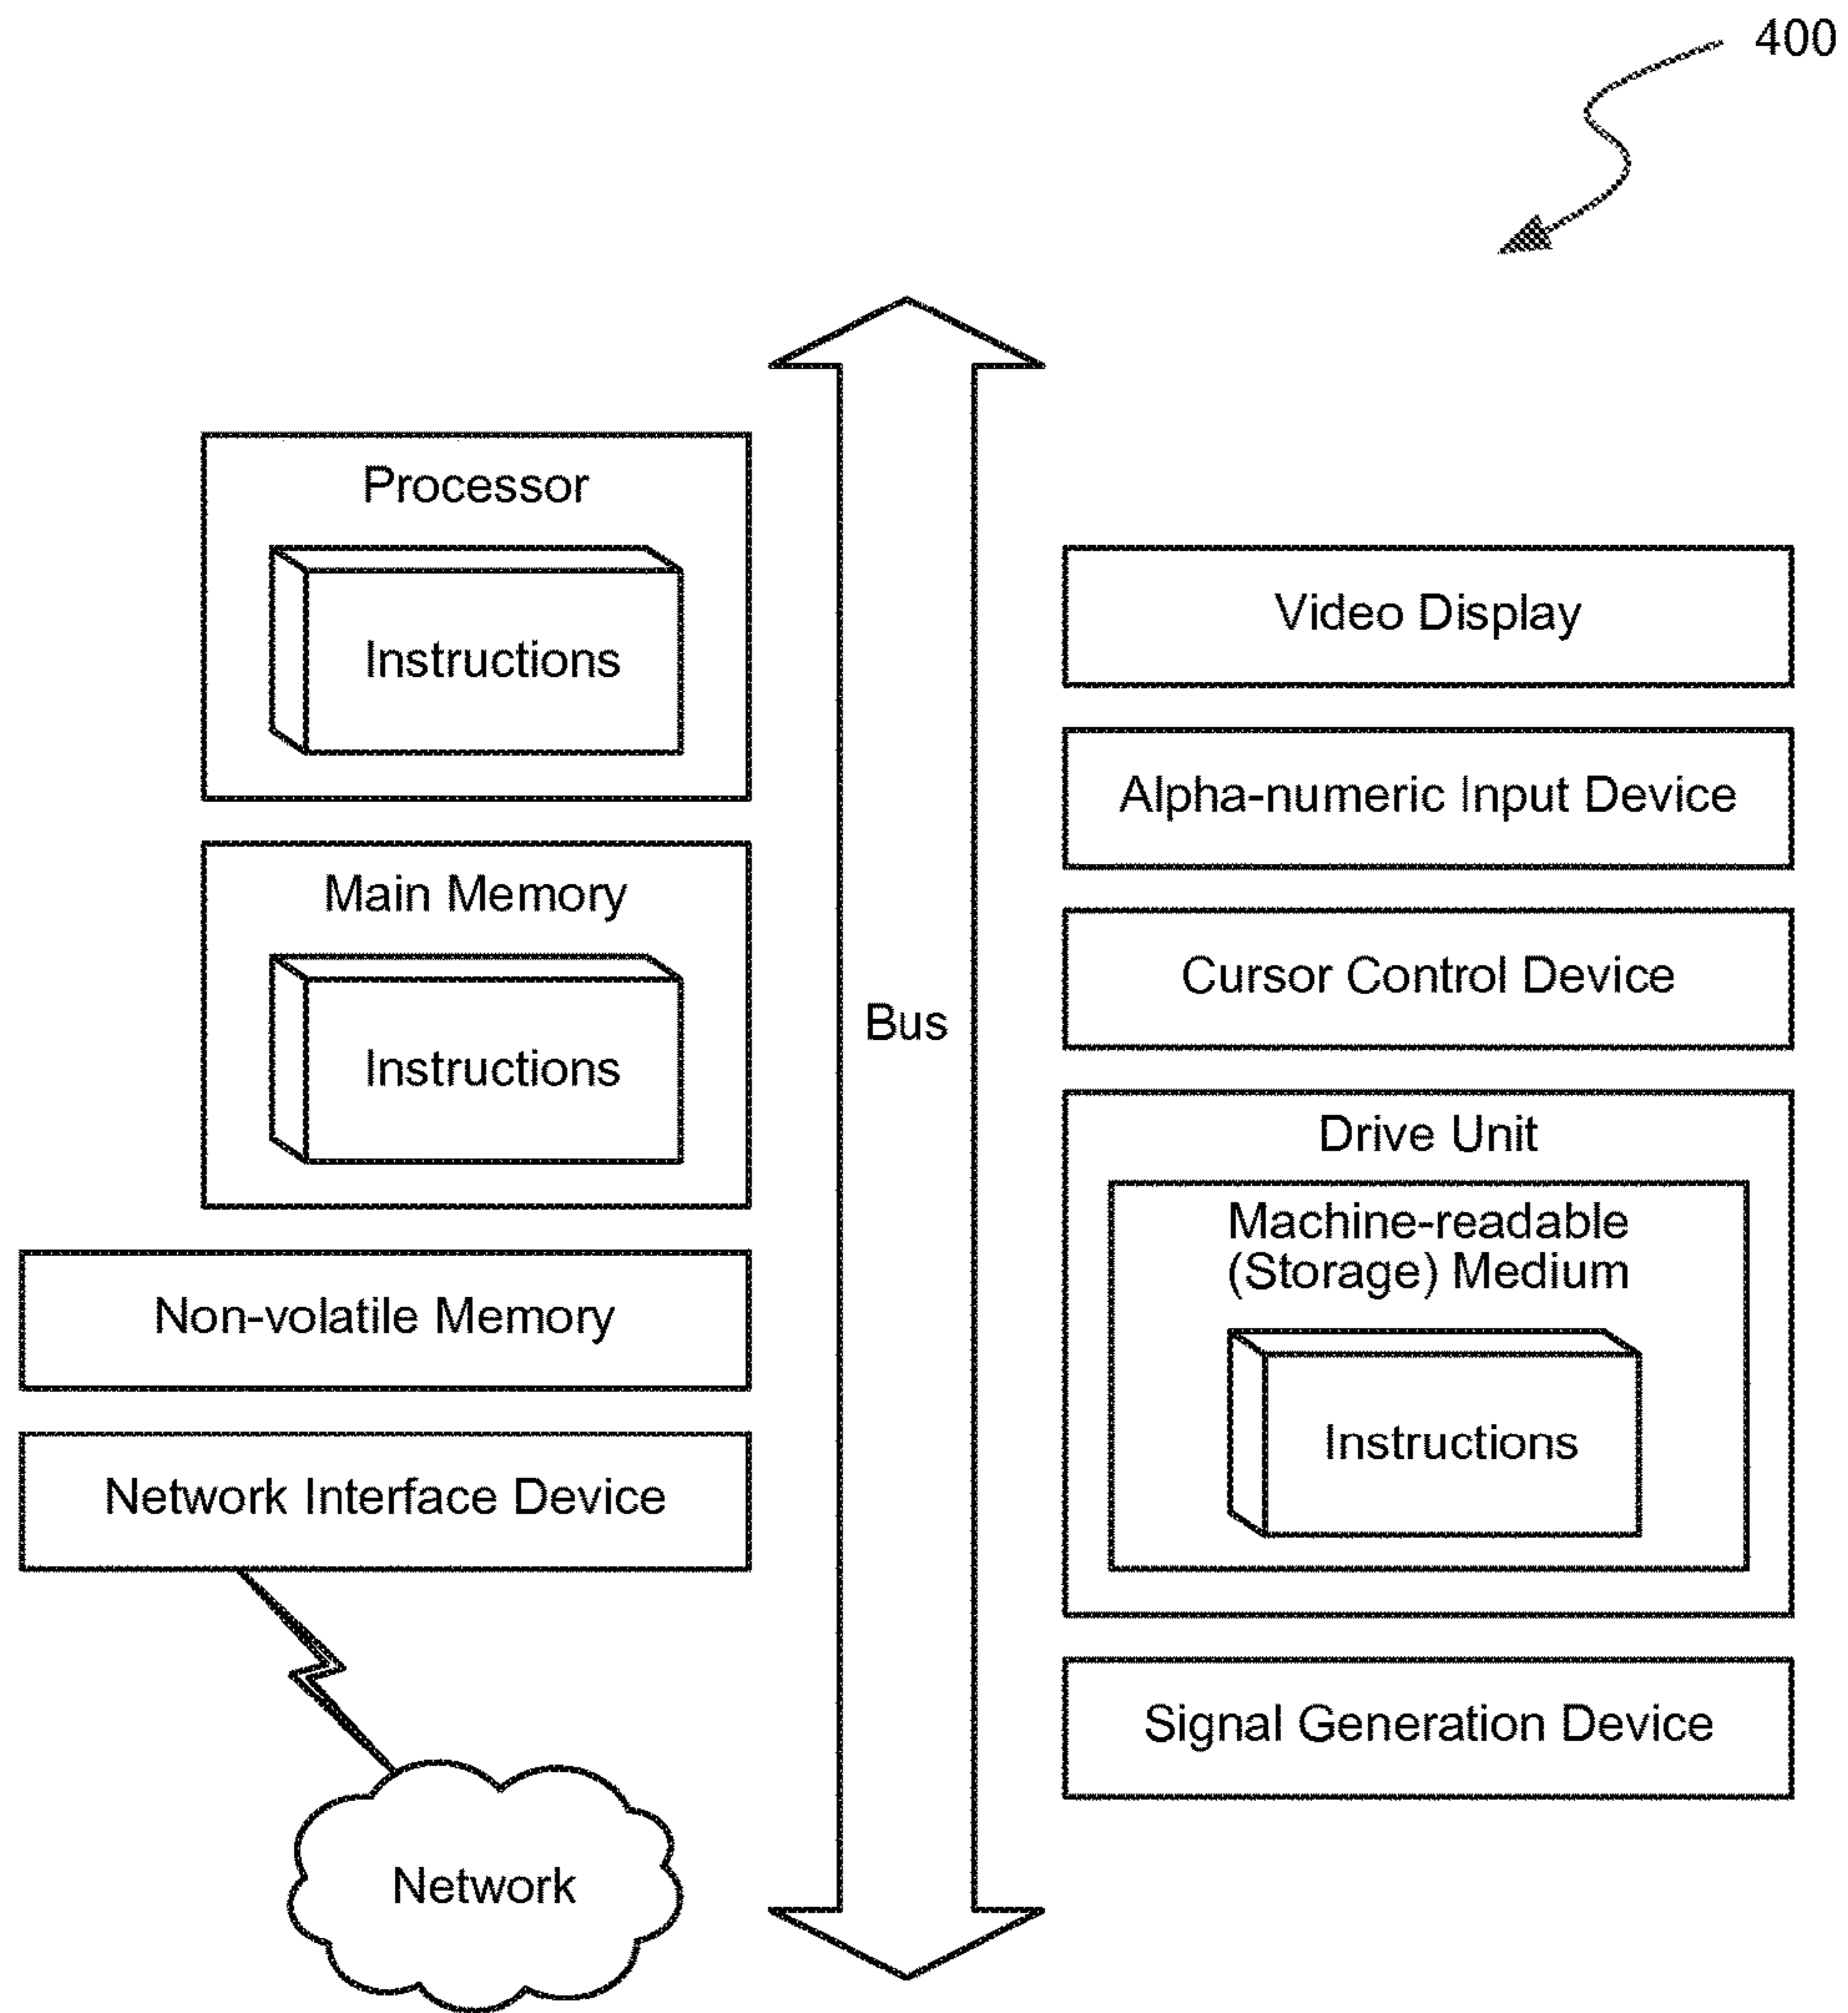 400
Processor
Instructions
Main Memory
Instructions
Non-volatile Memory
Network Interface Device
Network
Bus
Video Display
Alpha-numeric Input Device
Cursor Control Device
Drive Unit
Machine-readable
(Storage) Medium
Instructions
Signal Generation Device